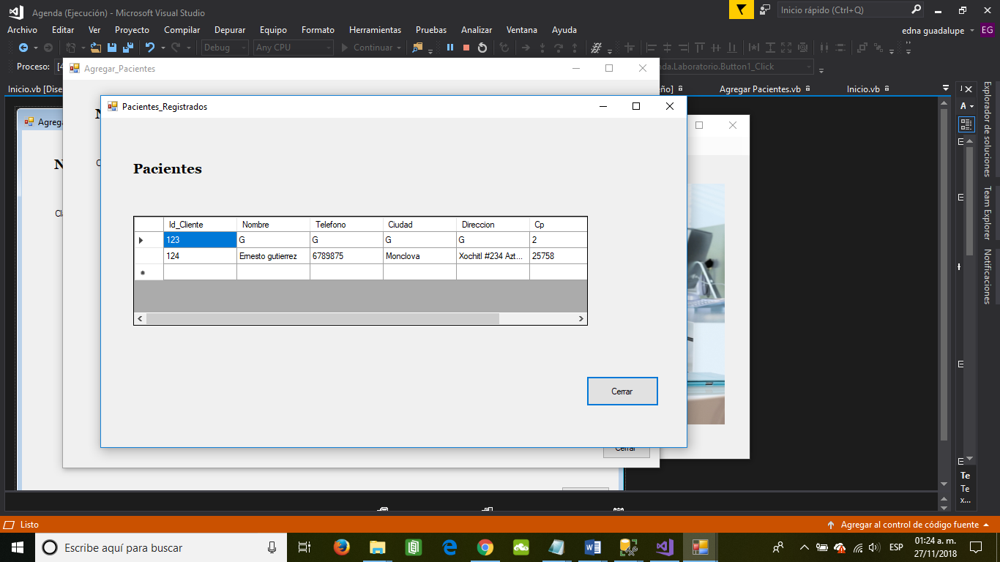 Agenda (Ejecución) - Microsoft Visual Studio
Inicio rápido (Ctrl+Q)
Archivo Editar Ver Proyecto Compilar Depurar Equipo Formato Herramientas Pruebas Analizar Ventana Ayuda
edna guadalupe EG
Debug Any CPU Continuar
Proceso: [4
da.Laboratorio.Button1_Click
Agregar_Pacientes
Inicio.vb [Dise
ño]
Agregar Pacientes.vb
Inicio.vb
Explorador de soluciones
Team Explorer
Notificaciones
A
Agrega
N
N
C
Cla
Pacientes_Registrados
Pacientes
Id_Cliente Nombre Telefono Ciudad Direccion Cp
123 G G G G 2
124 Ernesto gutierrez 6789875 Monclova Xochitl #234 Azt... 25758
Cerrar
Cerrar
Te
Te
x...
Listo
Agregar al control de código fuente
Escribe aquí para buscar
ESP
01:24 a. m.
27/11/2018